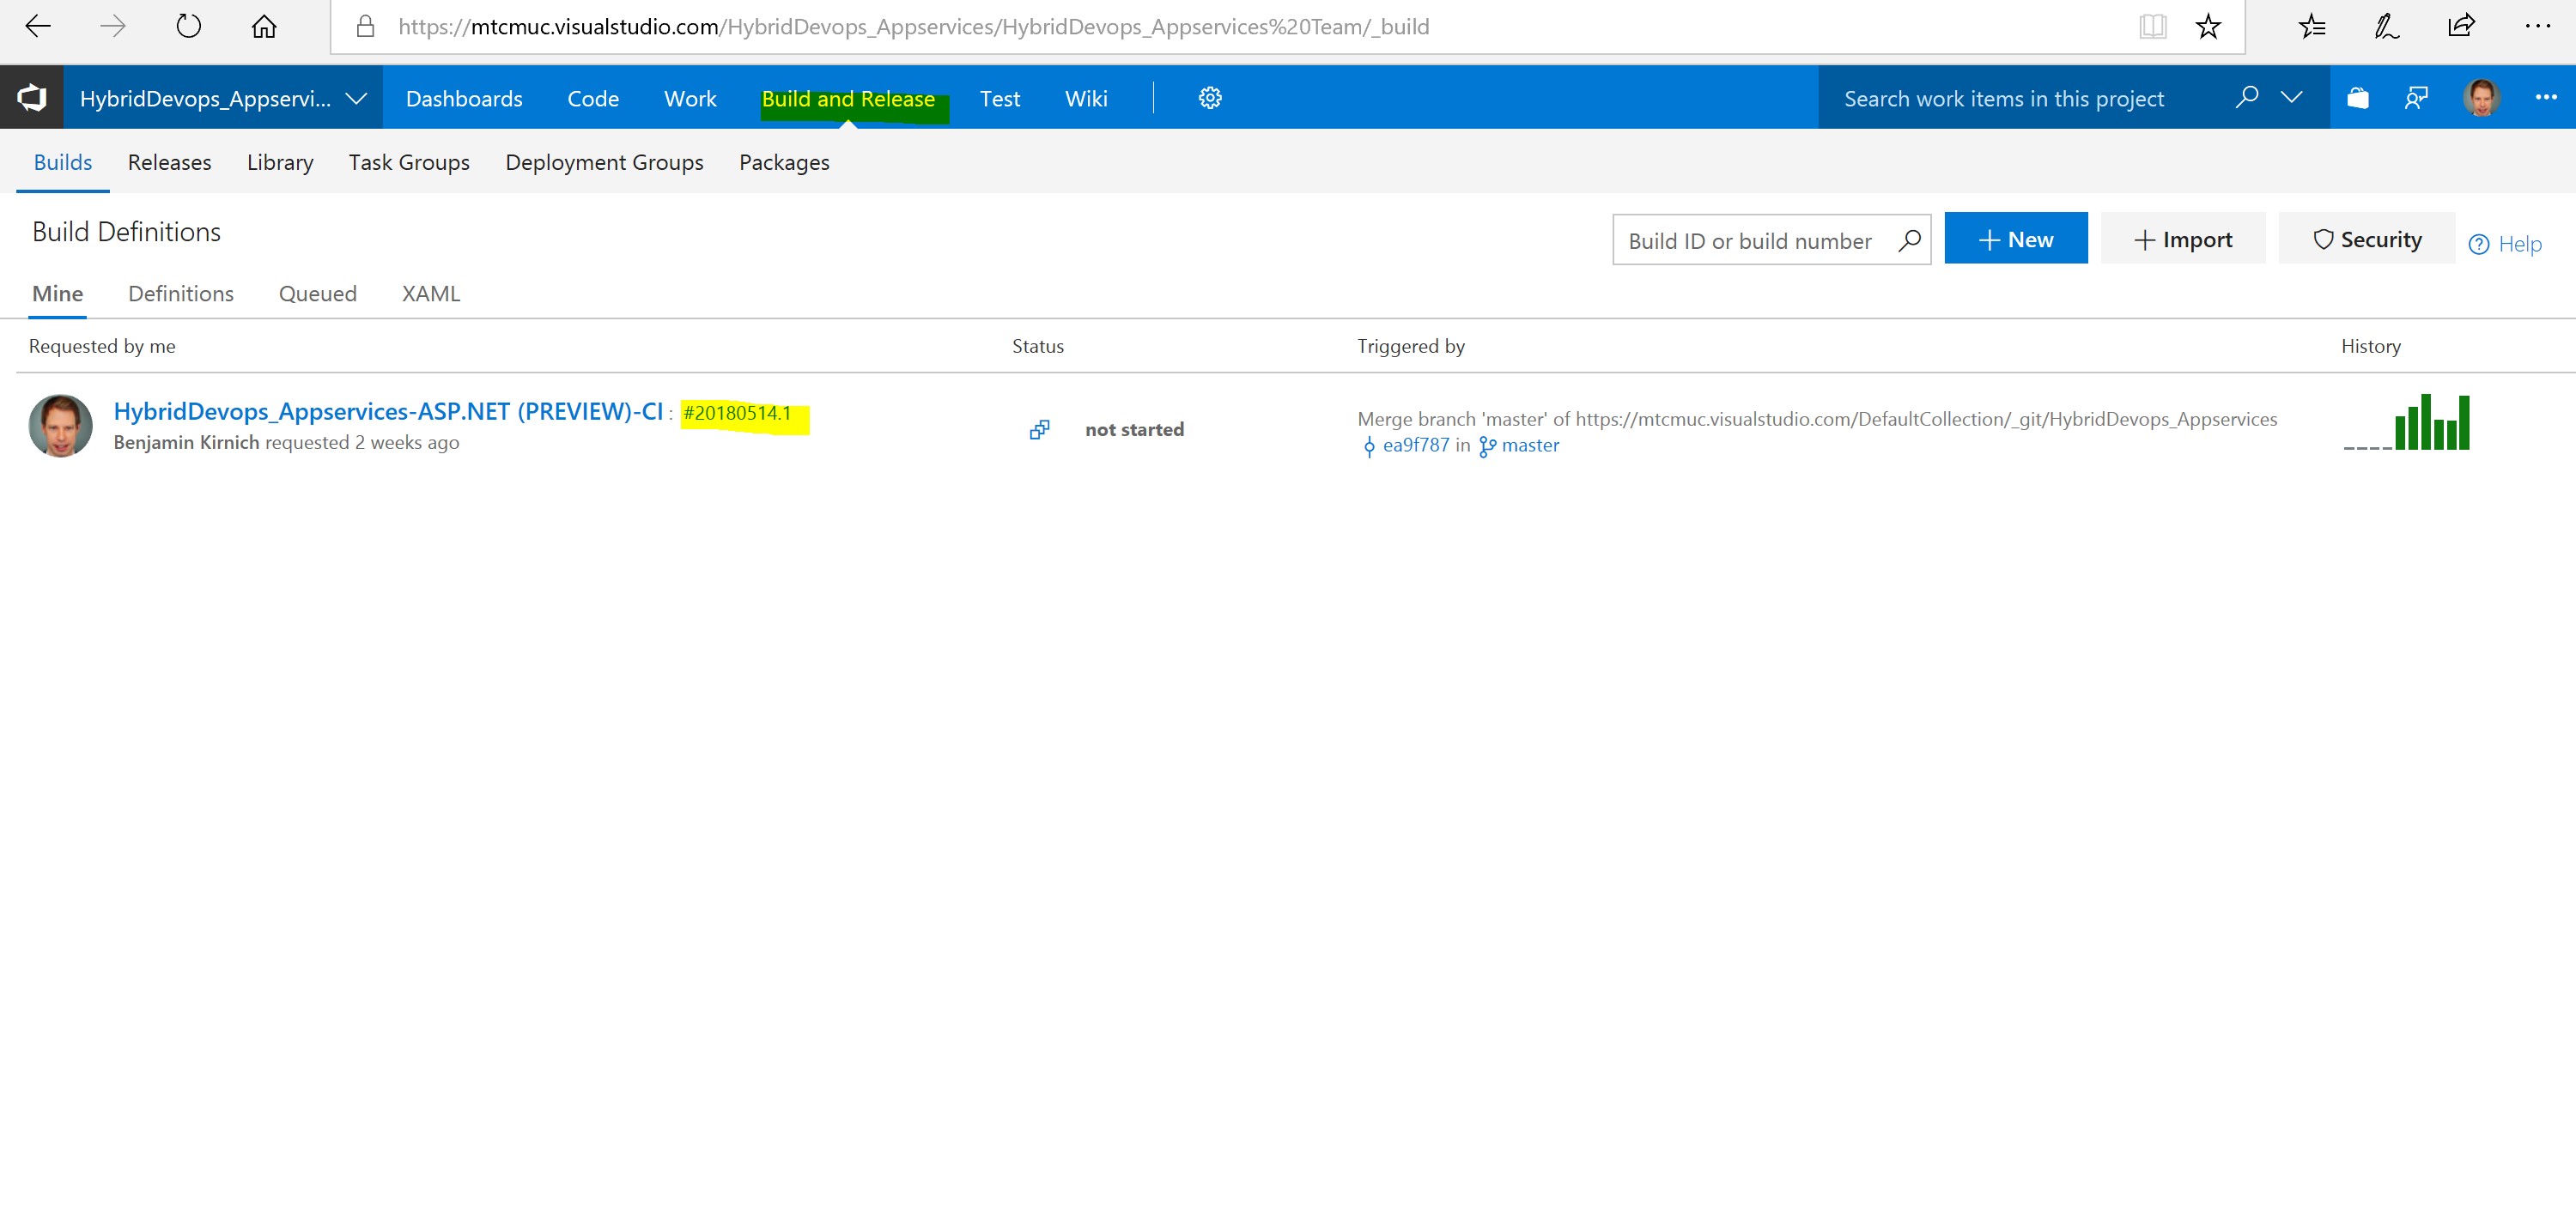 https://mtcmuc.visualstudio.com/HybridDevops_Appservices/HybridDevops_Appservices%20Team/_build
HybridDevops_Appservi... Dashboards Code Work Build and Release Test Wiki Search work items in this project
Builds Releases Library Task Groups Deployment Groups Packages
Build Definitions Build ID or build number + New + Import Security Help
Mine Definitions Queued XAML
Requested by me Status Triggered by History
HybridDevops_Appservices-ASP.NET (PREVIEW)-CI : #20180514.1 not started Merge branch 'master' of https://mtcmuc.visualstudio.com/DefaultCollection/_git/HybridDevops_Appservices
Benjamin Kirnich requested 2 weeks ago ea9f787 in master